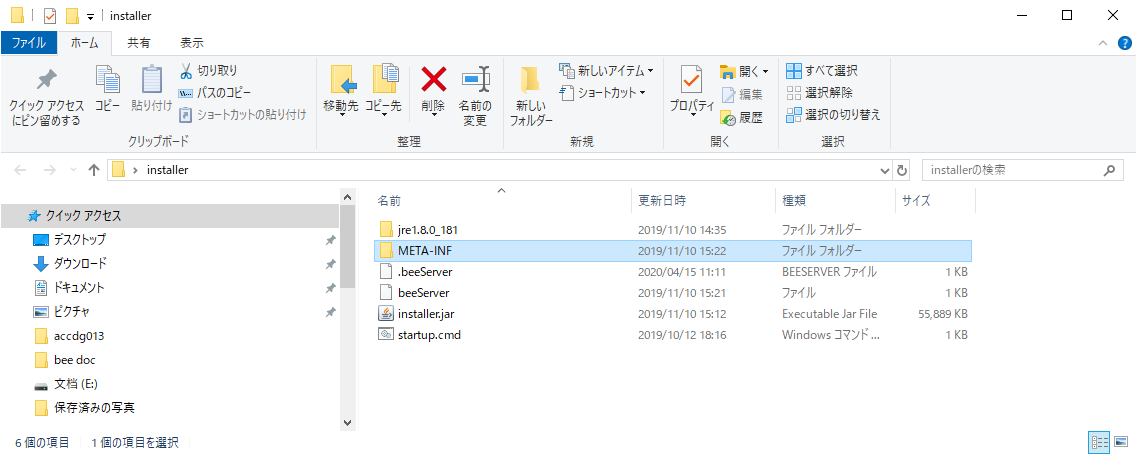 installer
ファイル ホーム 共有 表示
クイック アクセス
にピン留めする
コピー
貼り付け
切り取り
パスのコピー
ショートカットの貼り付け
クリップボード
移動先
コピー先
削除
名前の
変更
整理
新しい
フォルダー
新しいアイテム
ショートカット
新規
プロパティ
開く
編集
履歴
開く
すべて選択
選択解除
選択の切り替え
選択
installer
installerの検索
クイック アクセス
デスクトップ
ダウンロード
ドキュメント
ピクチャ
accdg013
bee doc
文档 (E:)
保存済みの写真
名前 更新日時 種類 サイズ
jre1.8.0_181 2019/11/10 14:35 ファイル フォルダー
META-INF 2019/11/10 15:22 ファイル フォルダー
.beeServer 2020/04/15 11:11 BEESERVER ファイル 1 KB
beeServer 2019/11/10 15:21 ファイル 1 KB
installer.jar 2019/11/10 15:12 Executable Jar File 55,889 KB
startup.cmd 2019/10/12 18:16 Windows コマンド ... 1 KB
6 個の項目 1 個の項目を選択